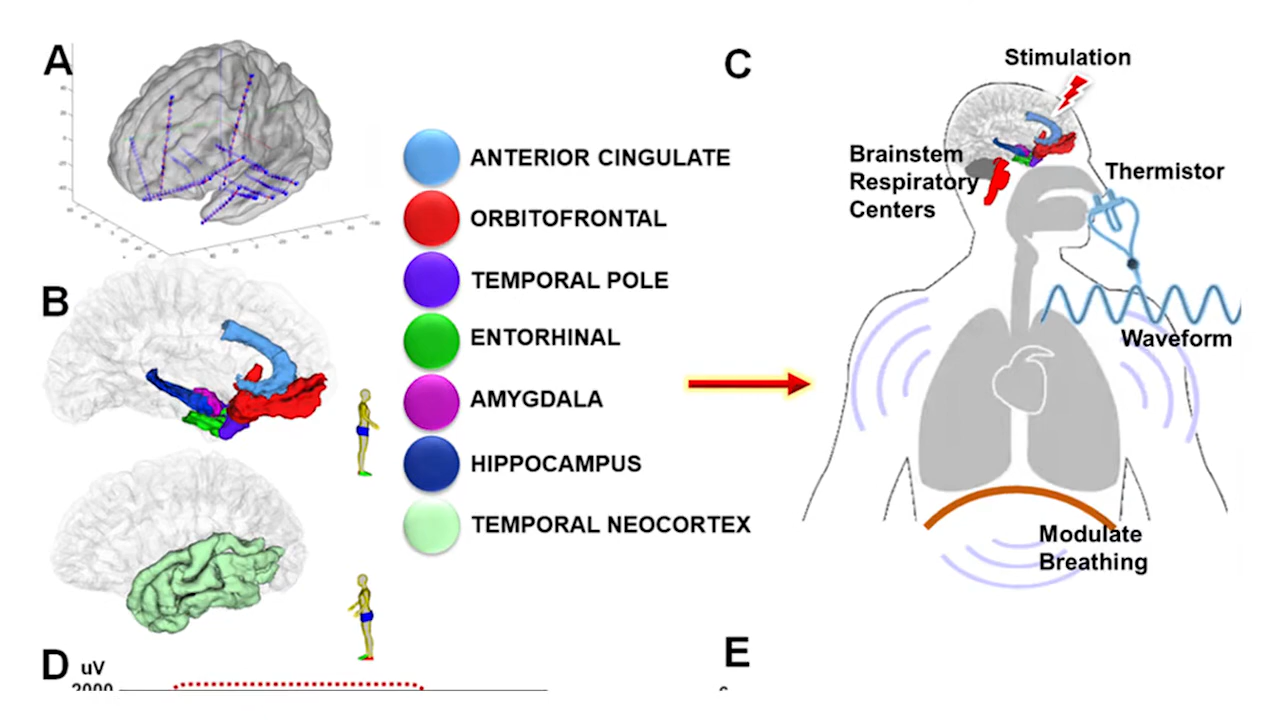 A
B
ANTERIOR CINGULATE
ORBITOFRONTAL
TEMPORAL POLE
ENTORHINAL
AMYGDALA
HIPPOCAMPUS
TEMPORAL NEOCORTEX
C
Stimulation
Brainstem
Respiratory
Centers
Thermistor
Waveform
Modulate
Breathing
D
uV
2000
E